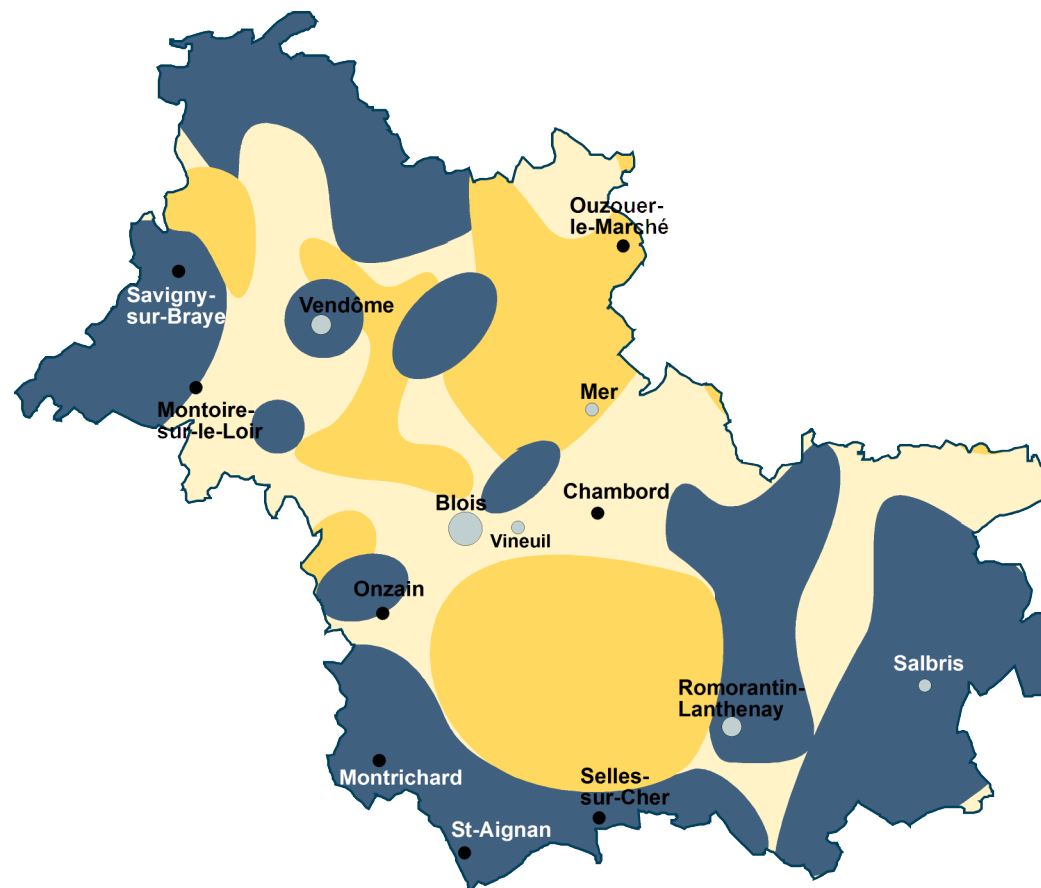 Ouzouer-
le-Marché
Savigny-
sur-Braye
Vendôme
Mer
Montoire-
sur-le-Loir
Blois
Chambord
Vineuil
Onzain
Salbris
Romorantin-
Lanthenay
Montrichard
Selles-
sur-Cher
St-Aignan